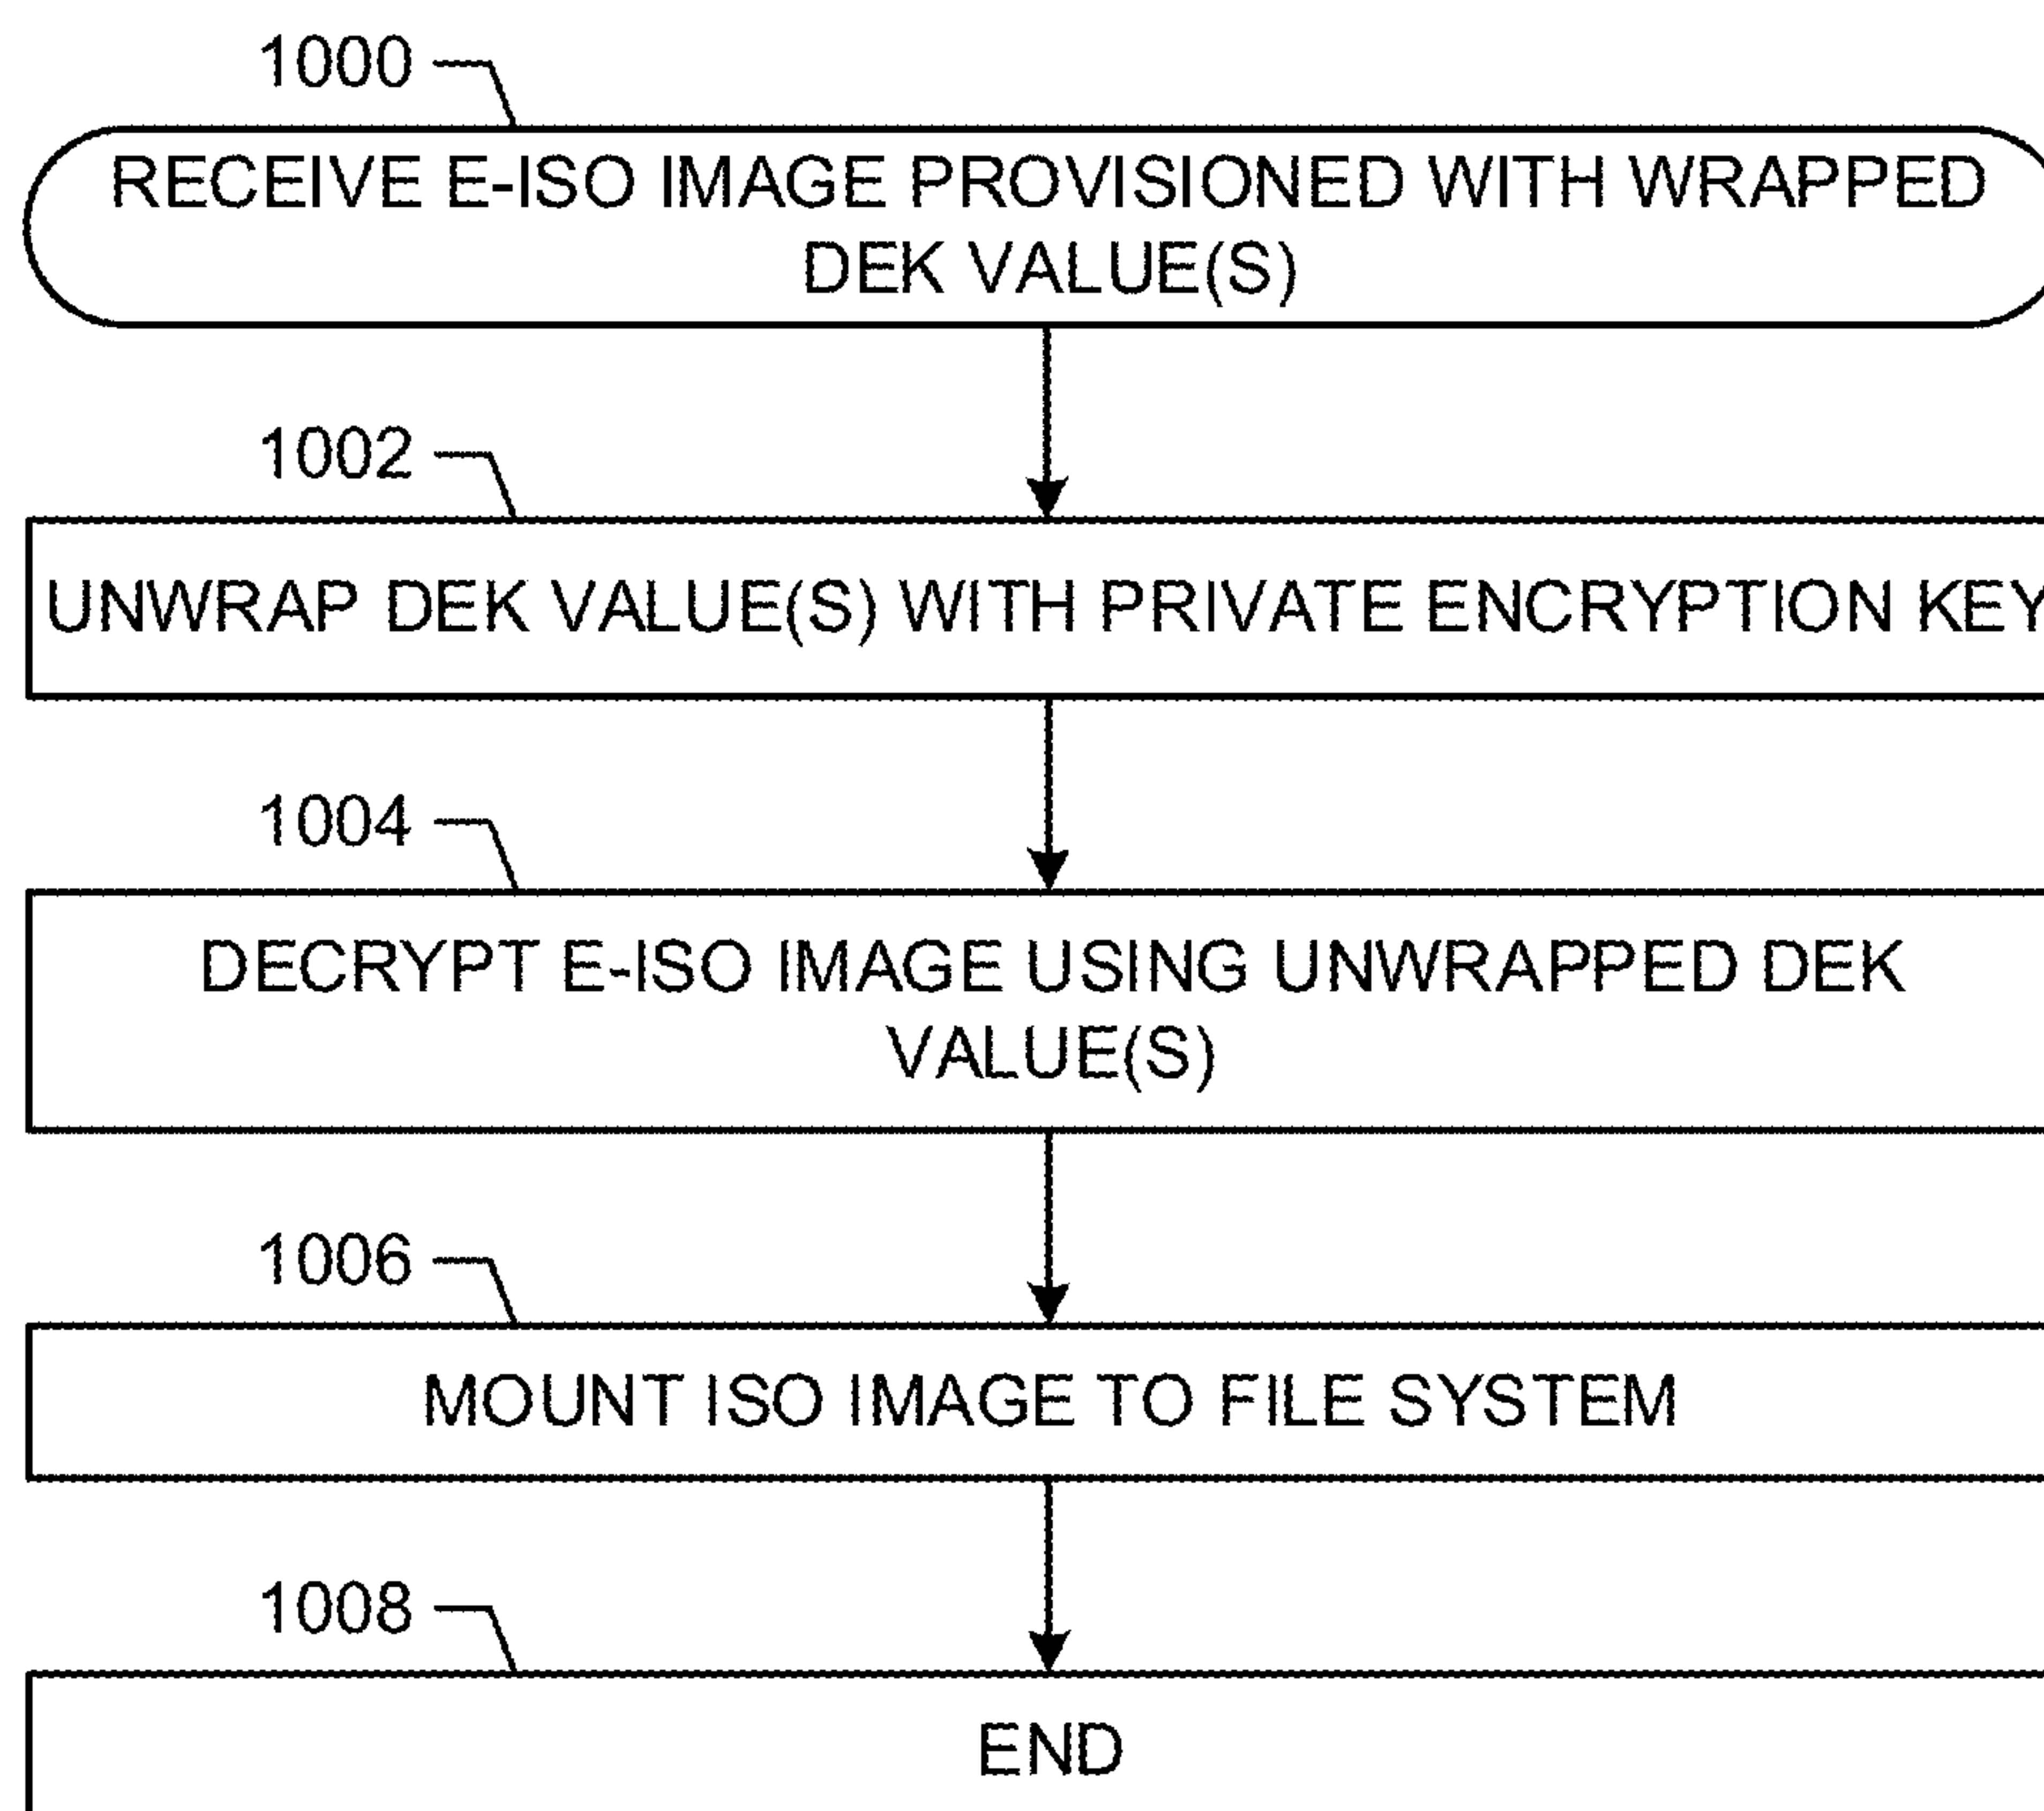 1000
RECEIVE E-ISO IMAGE PROVISIONED WITH WRAPPED
DEK VALUE(S)
1002
UNWRAP DEK VALUE(S) WITH PRIVATE ENCRYPTION KEY
1004
DECRYPT E-ISO IMAGE USING UNWRAPPED DEK
VALUE(S)
1006
MOUNT ISO IMAGE TO FILE SYSTEM
1008
END